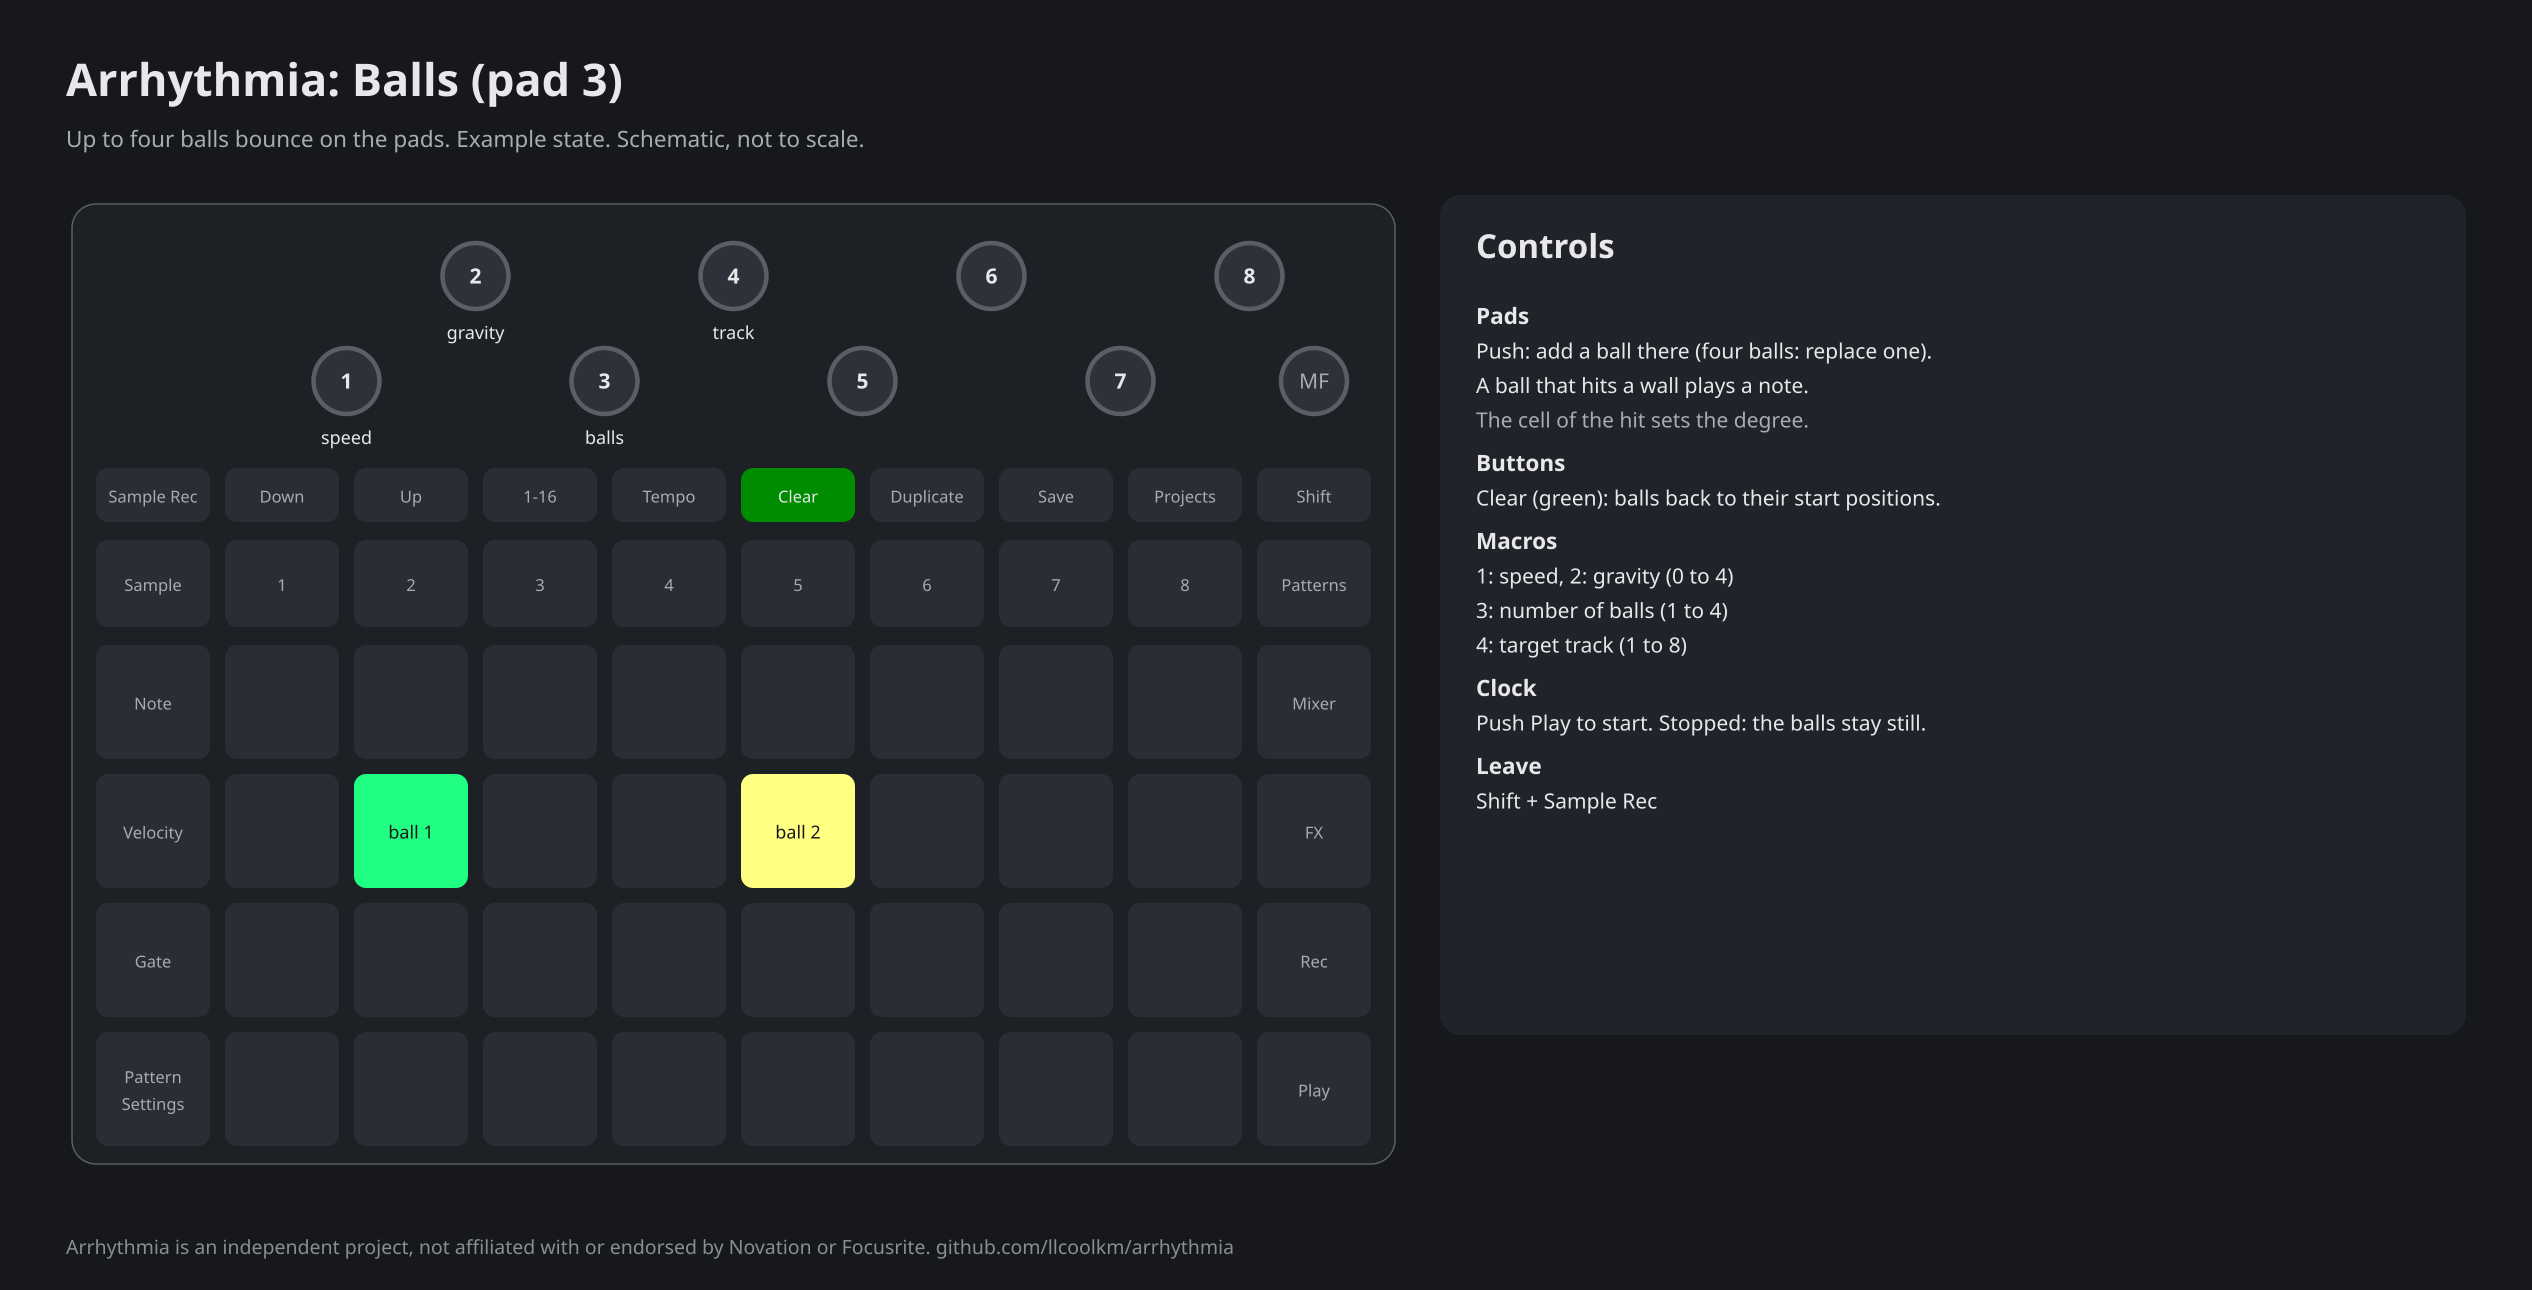 Arrhythmia: Balls (pad 3)
Up to four balls bounce on the pads. Example state. Schematic, not to scale.
2 4 6 8
gravity track
1 3 5 7 MF
speed balls
Sample Rec Down Up 1-16 Tempo Clear Duplicate Save Projects Shift
Sample 1 2 3 4 5 6 7 8 Patterns
Note Mixer
Velocity ball 1 ball 2 FX
Gate Rec
Pattern
Settings
Play
Controls
Pads
Push: add a ball there (four balls: replace one).
A ball that hits a wall plays a note.
The cell of the hit sets the degree.
Buttons
Clear (green): balls back to their start positions.
Macros
1: speed, 2: gravity (0 to 4)
3: number of balls (1 to 4)
4: target track (1 to 8)
Clock
Push Play to start. Stopped: the balls stay still.
Leave
Shift + Sample Rec
Arrhythmia is an independent project, not affiliated with or endorsed by Novation or Focusrite. github.com/llcoolkm/arrhythmia